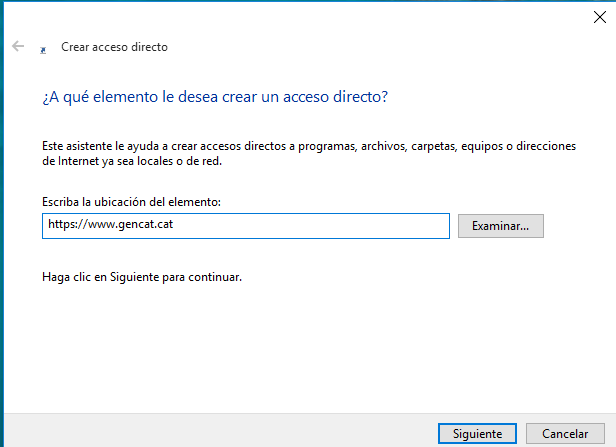 Crear acceso directo
¿A qué elemento le desea crear un acceso directo?
Este asistente le ayuda a crear accesos directos a programas, archivos, carpetas, equipos o direcciones
de Internet ya sea locales o de red.
Escriba la ubicación del elemento:
https://www.gencat.cat
Examinar...
Haga clic en Siguiente para continuar.
Siguiente
Cancelar